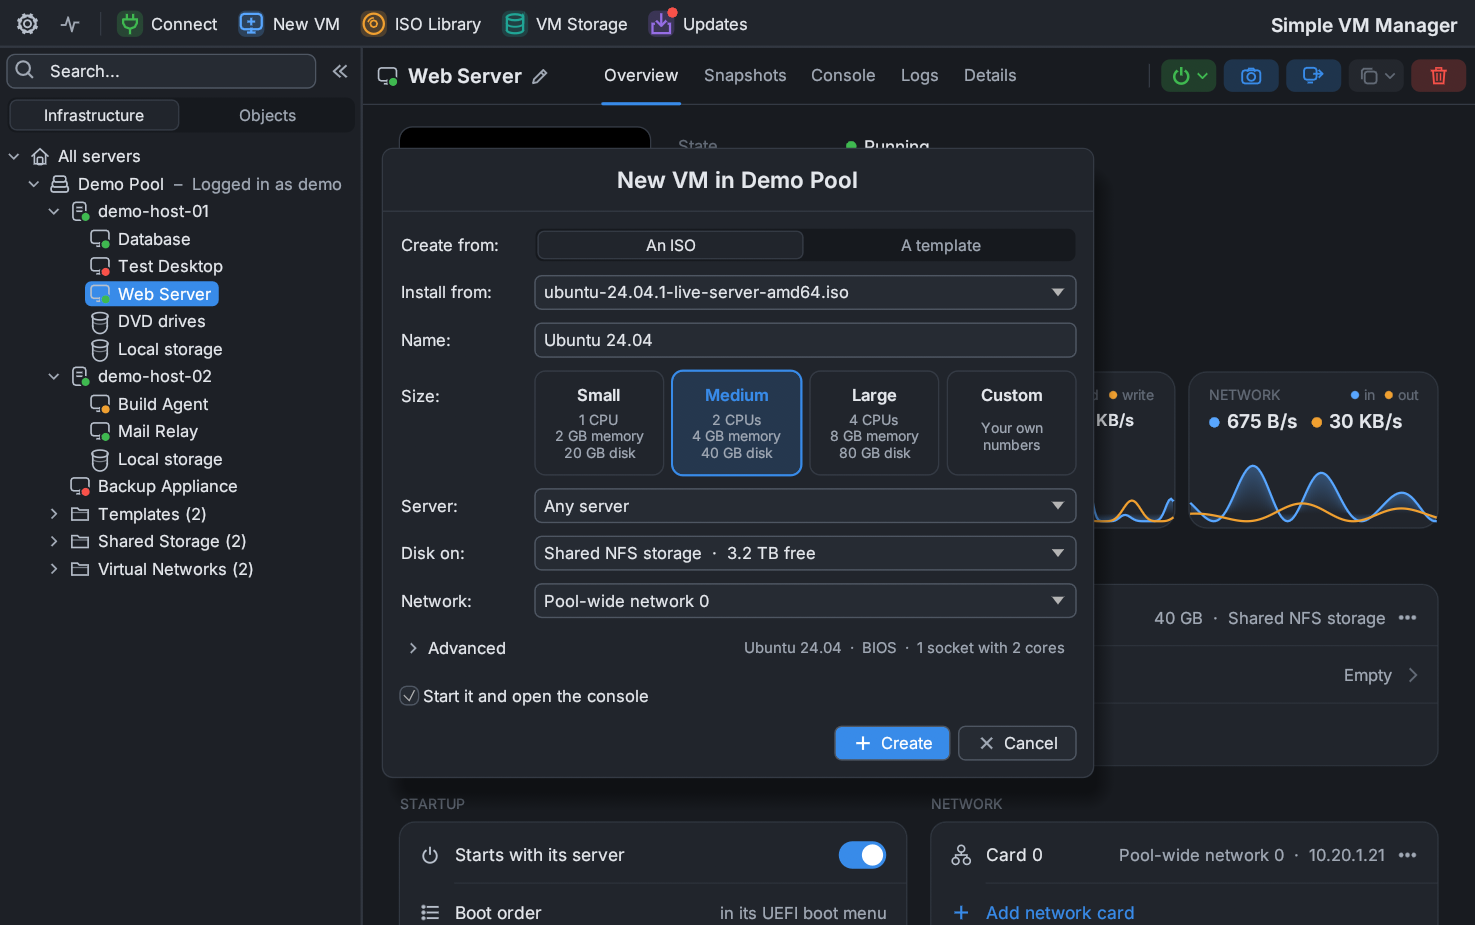 Connect
New VM
ISO Library
VM Storage
Updates
Simple VM Manager
Search...
Infrastructure
Objects
All servers
Demo Pool – Logged in as demo
demo-host-01
Database
Test Desktop
Web Server
DVD drives
Local storage
demo-host-02
Build Agent
Mail Relay
Local storage
Backup Appliance
Templates (2)
Shared Storage (2)
Virtual Networks (2)
Web Server
Overview
Snapshots
Console
Logs
Details
State
Running
New VM in Demo Pool
Create from:
An ISO
A template
Install from:
ubuntu-24.04.1-live-server-amd64.iso
Name:
Ubuntu 24.04
Size:
Small
1 CPU
2 GB memory
20 GB disk
Medium
2 CPUs
4 GB memory
40 GB disk
Large
4 CPUs
8 GB memory
80 GB disk
Custom
Your own
numbers
Server:
Any server
Disk on:
Shared NFS storage · 3.2 TB free
Network:
Pool-wide network 0
Advanced
Ubuntu 24.04 · BIOS · 1 socket with 2 cores
Start it and open the console
Create
Cancel
write
KB/s
NETWORK
in
out
675 B/s
30 KB/s
40 GB · Shared NFS storage
Empty
STARTUP
Starts with its server
Boot order
in its UEFI boot menu
NETWORK
Card 0
Pool-wide network 0 · 10.20.1.21
Add network card